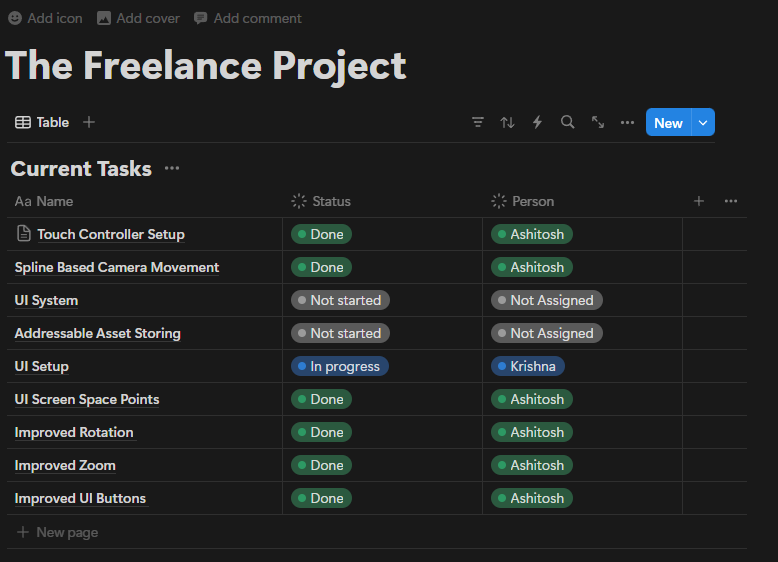 Add icon Add cover Add comment
The Freelance Project
Table
New
Current Tasks
Aa Name Status Person
Touch Controller Setup Done Ashitosh
Spline Based Camera Movement Done Ashitosh
UI System Not started Not Assigned
Addressable Asset Storing Not started Not Assigned
UI Setup In progress Krishna
UI Screen Space Points Done Ashitosh
Improved Rotation Done Ashitosh
Improved Zoom Done Ashitosh
Improved UI Buttons Done Ashitosh
New page